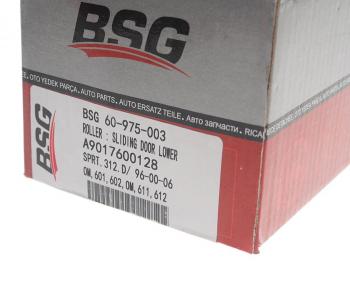 BSG
OTO YEDEK PARÇA. AUTO PARTS. AUTO ERSATZ TEILE. Авто запчасти. RICA
BSG
BSG 60-975-003
ROLLER : SLIDING DOOR LOWER
A9017600128
SPRT.312.D/ 96-00-06
OM,601.602,OM,611,612